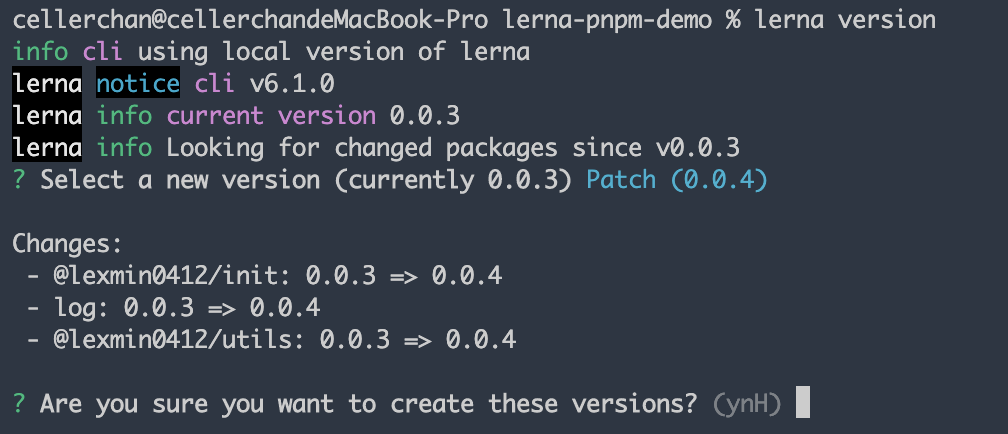 cellerchan@cellerchandeMacBook-Pro lerna-pnpm-demo % lerna version
info cli using local version of lerna
lerna notice cli v6.1.0
lerna info current version 0.0.3
lerna info Looking for changed packages since v0.0.3
? Select a new version (currently 0.0.3) Patch (0.0.4)
Changes:
- @lexmin0412/init: 0.0.3 => 0.0.4
- log: 0.0.3 => 0.0.4
- @lexmin0412/utils: 0.0.3 => 0.0.4
? Are you sure you want to create these versions? (ynH)